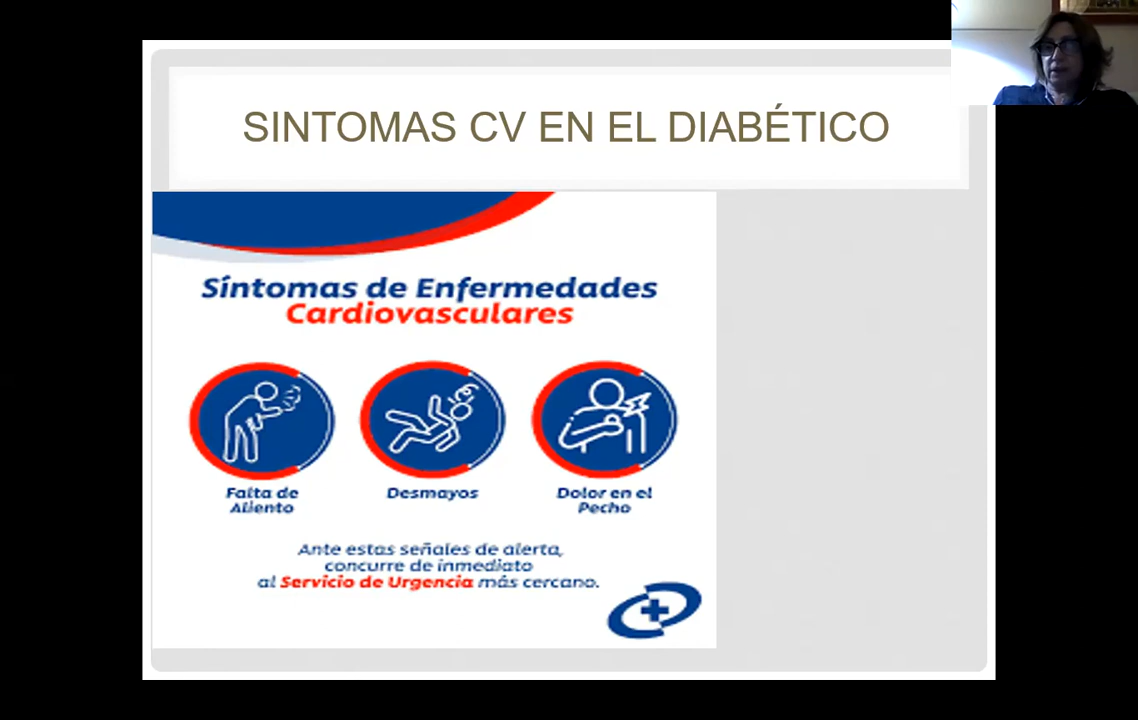 SINTOMAS CV EN EL DIABÉTICO
Síntomas de Enfermedades
Cardiovasculares
Falta de
Aliento
Desmayos
Dolor en el
Pecho
Ante estas señales de alerta,
concurre de inmediato
al Servicio de Urgencia más cercano.